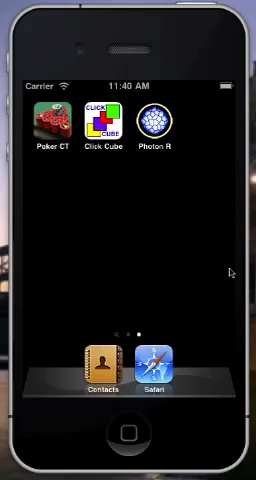 Carrier 11:40 AM
CLICK
CUBE
Poker CT Click Cube Photon R
Contacts Safari